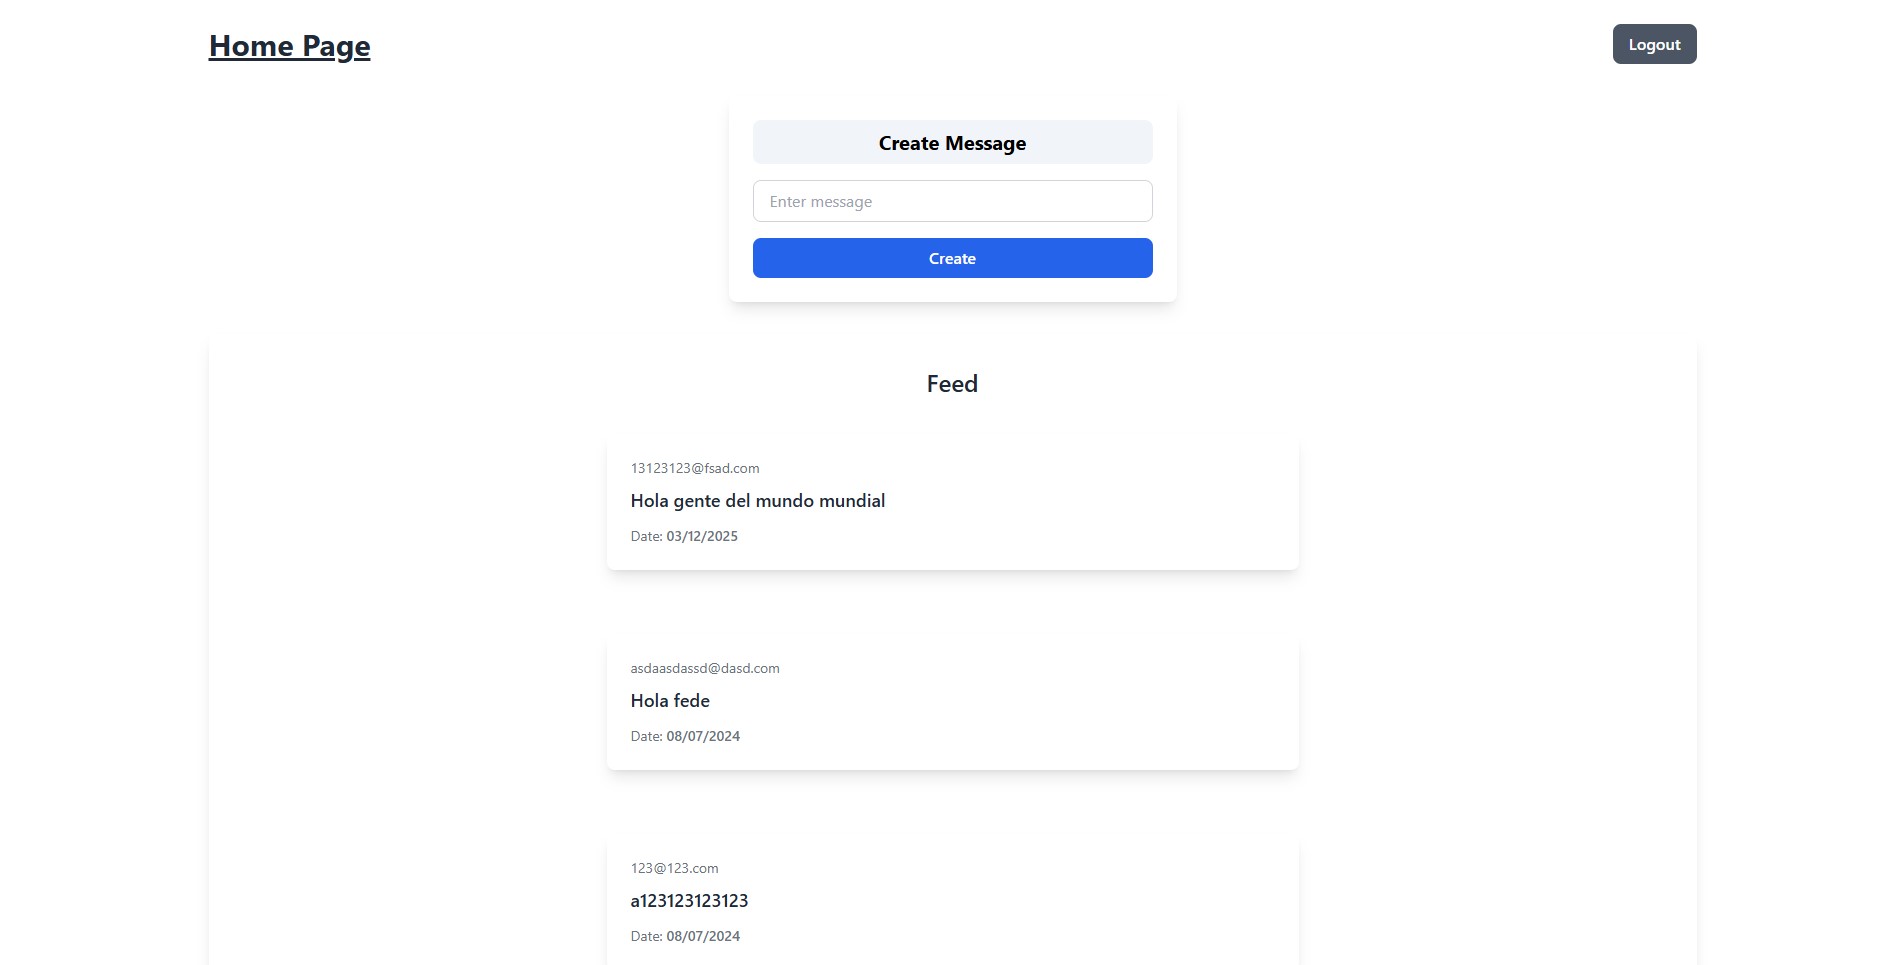 Home Page
Logout
Create Message
Enter message
Create
Feed
13123123@fsad.com
Hola gente del mundo mundial
Date: 03/12/2025
asdaasdassd@dasd.com
Hola fede
Date: 08/07/2024
123@123.com
a123123123123
Date: 08/07/2024